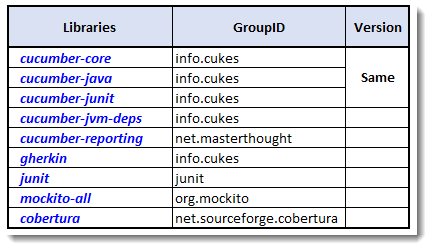 Libraries GroupID Version
cucumber-core info.cukes
cucumber-java info.cukes Same
cucumber-junit info.cukes
cucumber-jvm-deps info.cukes
cucumber-reporting net.masterthought
gherkin info.cukes
junit junit
mockito-all org.mockito
cobertura net.sourceforge.cobertura